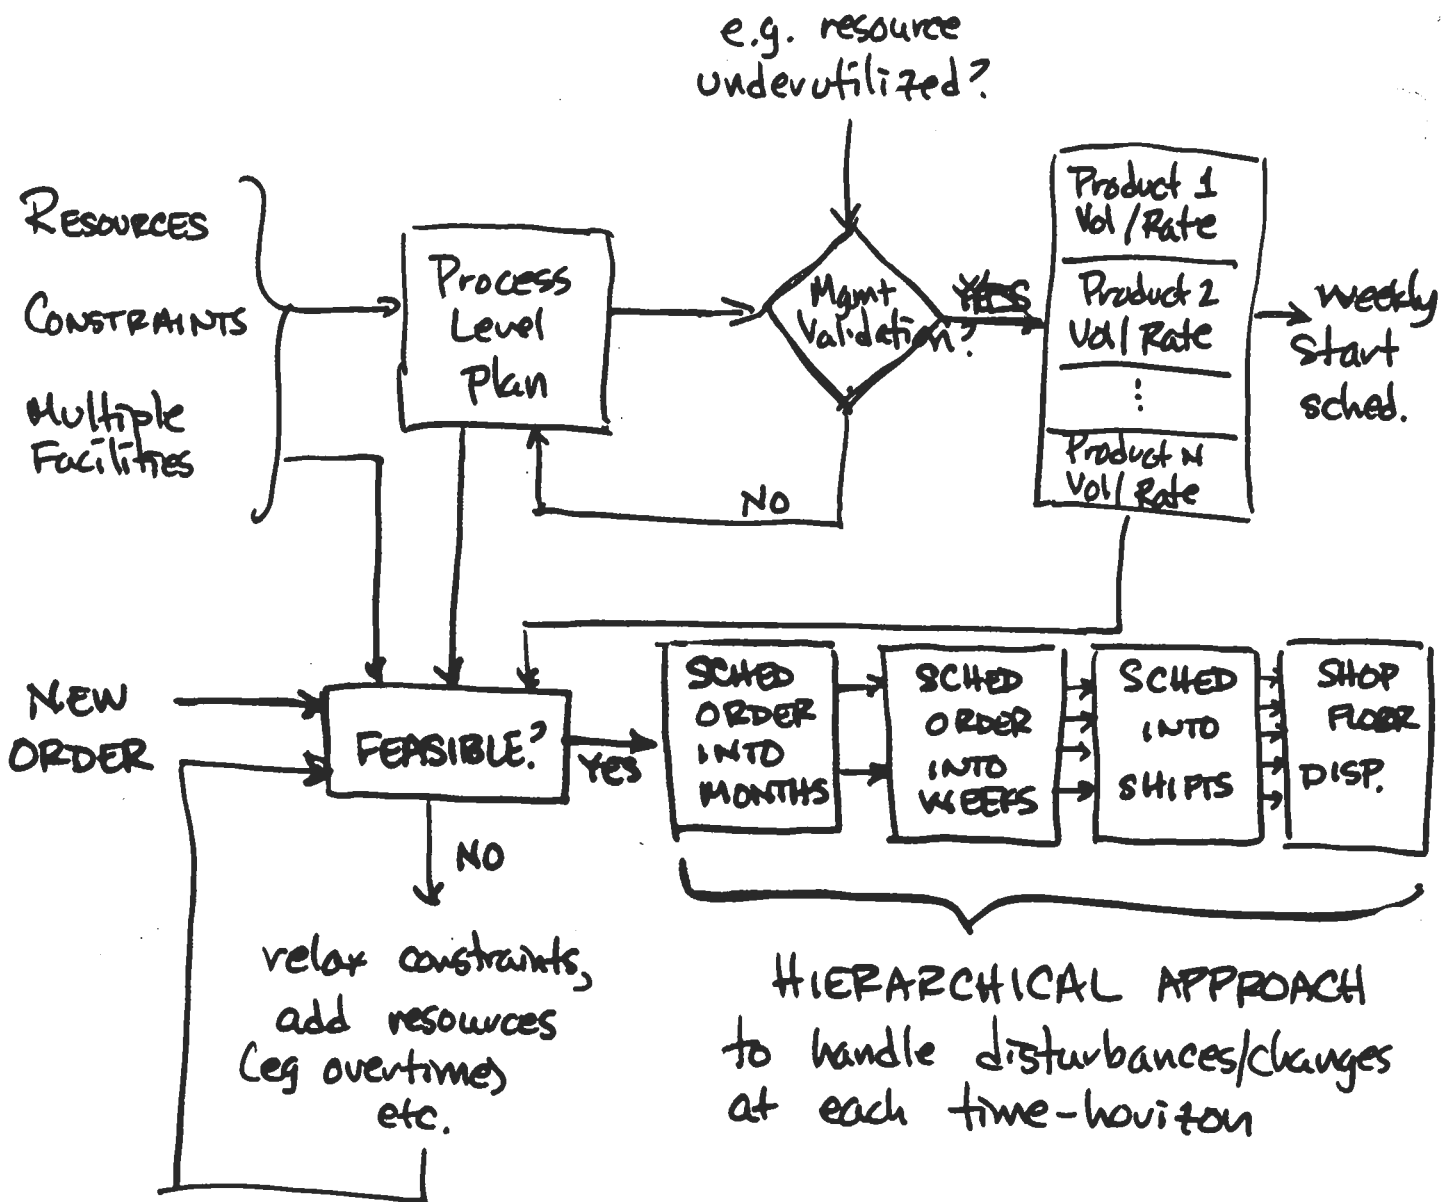 e.g. resource
underutilized?
RESOURCES
CONSTRAINTS
Multiple
Facilities
Process
Level
Plan
Mgmt
Validation?
YES
NO
Product 1
Vol/Rate
Product 2
Vol/Rate
⋮
Product N
Vol/Rate
weekly
start
sched.
NEW
ORDER
FEASIBLE?
YES
NO
relax constraints,
add resources
(eg overtime)
etc.
SCHED
ORDER
INTO
MONTHS
SCHED
ORDER
INTO
WEEKS
SCHED
INTO
SHIFTS
SHOP
FLOOR
DISP.
HIERARCHICAL APPROACH
to handle disturbances/changes
at each time-horizon